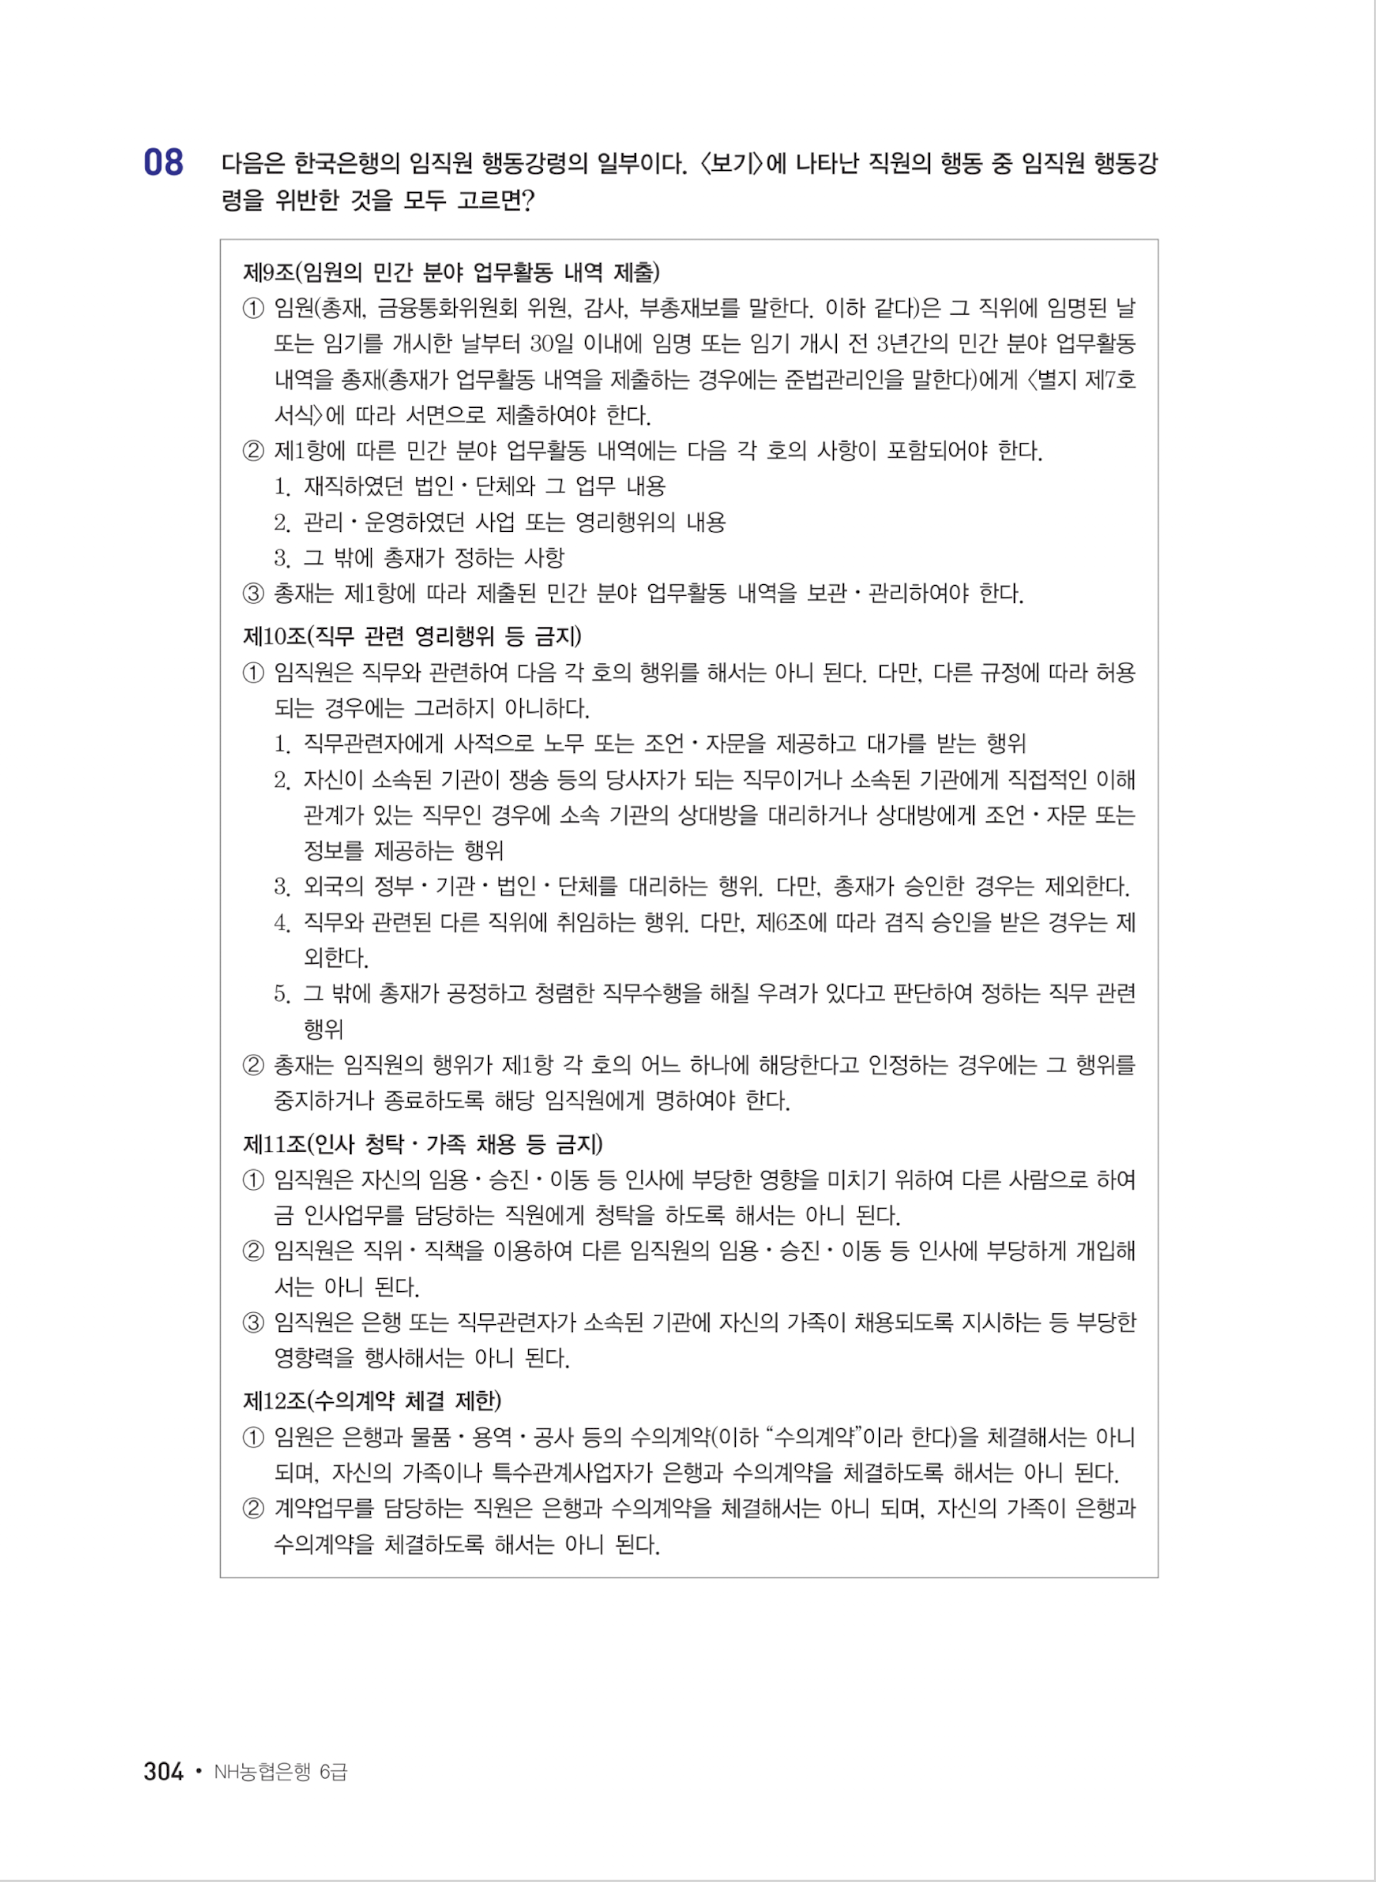 08 다음은 한국은행의 임직원 행동강령의 일부이다. 〈보기〉에 나타난 직원의 행동 중 임직원 행동강
령을 위반한 것을 모두 고르면?
제9조(임원의 민간 분야 업무활동 내역 제출)
① 임원(총재, 금융통화위원회 위원, 감사, 부총재보를 말한다. 이하 같다)은 그 직위에 임명된 날
또는 임기를 개시한 날부터 30일 이내에 임명 또는 임기 개시 전 3년간의 민간 분야 업무활동
내역을 총재(총재가 업무활동 내역을 제출하는 경우에는 준법관리인을 말한다)에게 〈별지 제7호
서식〉에 따라 서면으로 제출하여야 한다.
② 제1항에 따른 민간 분야 업무활동 내역에는 다음 각 호의 사항이 포함되어야 한다.
1. 재직하였던 법인·단체와 그 업무 내용
2. 관리·운영하였던 사업 또는 영리행위의 내용
3. 그 밖에 총재가 정하는 사항
③ 총재는 제1항에 따라 제출된 민간 분야 업무활동 내역을 보관·관리하여야 한다.
제10조(직무 관련 영리행위 등 금지)
① 임직원은 직무와 관련하여 다음 각 호의 행위를 해서는 아니 된다. 다만, 다른 규정에 따라 허용
되는 경우에는 그러하지 아니하다.
1. 직무관련자에게 사적으로 노무 또는 조언·자문을 제공하고 대가를 받는 행위
2. 자신이 소속된 기관이 쟁송 등의 당사자가 되는 직무이거나 소속된 기관에게 직접적인 이해
관계가 있는 직무인 경우에 소속 기관의 상대방을 대리하거나 상대방에게 조언·자문 또는
정보를 제공하는 행위
3. 외국의 정부·기관·법인·단체를 대리하는 행위. 다만, 총재가 승인한 경우는 제외한다.
4. 직무와 관련된 다른 직위에 취임하는 행위. 다만, 제6조에 따라 겸직 승인을 받은 경우는 제
외한다.
5. 그 밖에 총재가 공정하고 청렴한 직무수행을 해칠 우려가 있다고 판단하여 정하는 직무 관련
행위
② 총재는 임직원의 행위가 제1항 각 호의 어느 하나에 해당한다고 인정하는 경우에는 그 행위를
중지하거나 종료하도록 해당 임직원에게 명하여야 한다.
제11조(인사 청탁·가족 채용 등 금지)
① 임직원은 자신의 임용·승진·이동 등 인사에 부당한 영향을 미치기 위하여 다른 사람으로 하여
금 인사업무를 담당하는 직원에게 청탁을 하도록 해서는 아니 된다.
② 임직원은 직위·직책을 이용하여 다른 임직원의 임용·승진·이동 등 인사에 부당하게 개입해
서는 아니 된다.
③ 임직원은 은행 또는 직무관련자가 소속된 기관에 자신의 가족이 채용되도록 지시하는 등 부당한
영향력을 행사해서는 아니 된다.
제12조(수의계약 체결 제한)
① 임원은 은행과 물품·용역·공사 등의 수의계약(이하 “수의계약”이라 한다)을 체결해서는 아니
되며, 자신의 가족이나 특수관계사업자가 은행과 수의계약을 체결하도록 해서는 아니 된다.
② 계약업무를 담당하는 직원은 은행과 수의계약을 체결해서는 아니 되며, 자신의 가족이 은행과
수의계약을 체결하도록 해서는 아니 된다.
304 • NH농협은행 6급